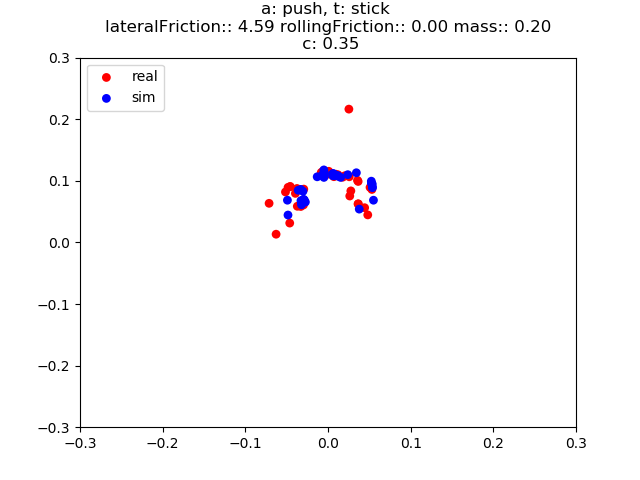 a: push, t: stick
lateralFriction:: 4.59 rollingFriction:: 0.00 mass:: 0.20
c: 0.35
real
sim
0.3
0.2
0.1
0.0
−0.1
−0.2
−0.3
−0.3 −0.2 −0.1 0.0 0.1 0.2 0.3